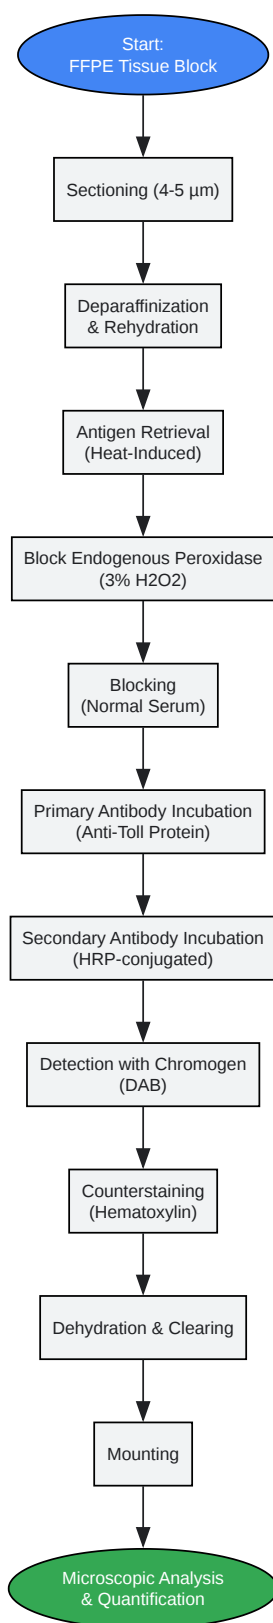 Start:
FFPE Tissue Block
Sectioning (4-5 µm)
Deparaffinization
& Rehydration
Antigen Retrieval
(Heat-Induced)
Block Endogenous Peroxidase
(3% H2O2)
Blocking
(Normal Serum)
Primary Antibody Incubation
(Anti-Toll Protein)
Secondary Antibody Incubation
(HRP-conjugated)
Detection with Chromogen
(DAB)
Counterstaining
(Hematoxylin)
Dehydration & Clearing
Mounting
Microscopic Analysis
& Quantification